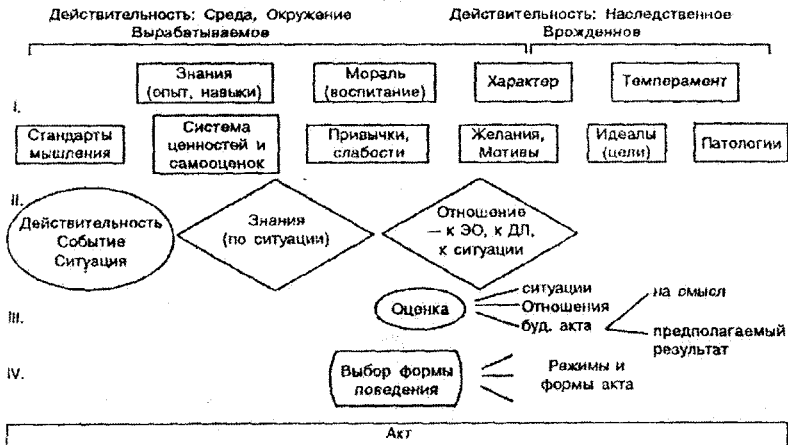 Действительность: Среда, Окружение
Вырабатываемое
Действительность: Наследственное
Врожденное
I.
Знания
(опыт, навыки)
Мораль
(воспитание)
Характер
Темперамент
Стандарты
мышления
Система
ценностей и
самооценок
Привычки,
слабости
Желания,
Мотивы
Идеалы
(цели)
Патологии
II.
Действительность
Событие
Ситуация
Знания
(по ситуации)
Отношение
— к ЭО, к ДЛ,
к ситуации
III.
Оценка
ситуации
Отношения
буд. акта
на смысл
предполагаемый
результат
IV.
Выбор формы
поведения
Режимы и
формы акта
Акт